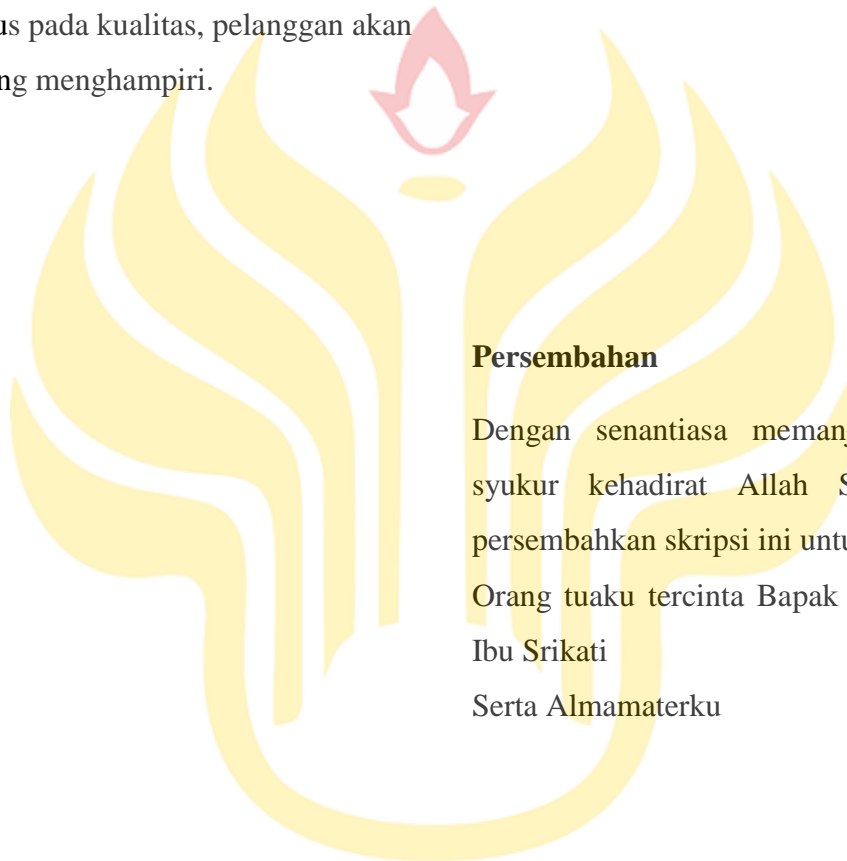 us pada kualitas, pelanggan akan
ng menghampiri.
Persembahan
Dengan senantiasa memanj
syukur kehadirat Allah S
persembahkan skripsi ini untu
Orang tuaku tercinta Bapak
Ibu Srikati
Serta Almamaterku